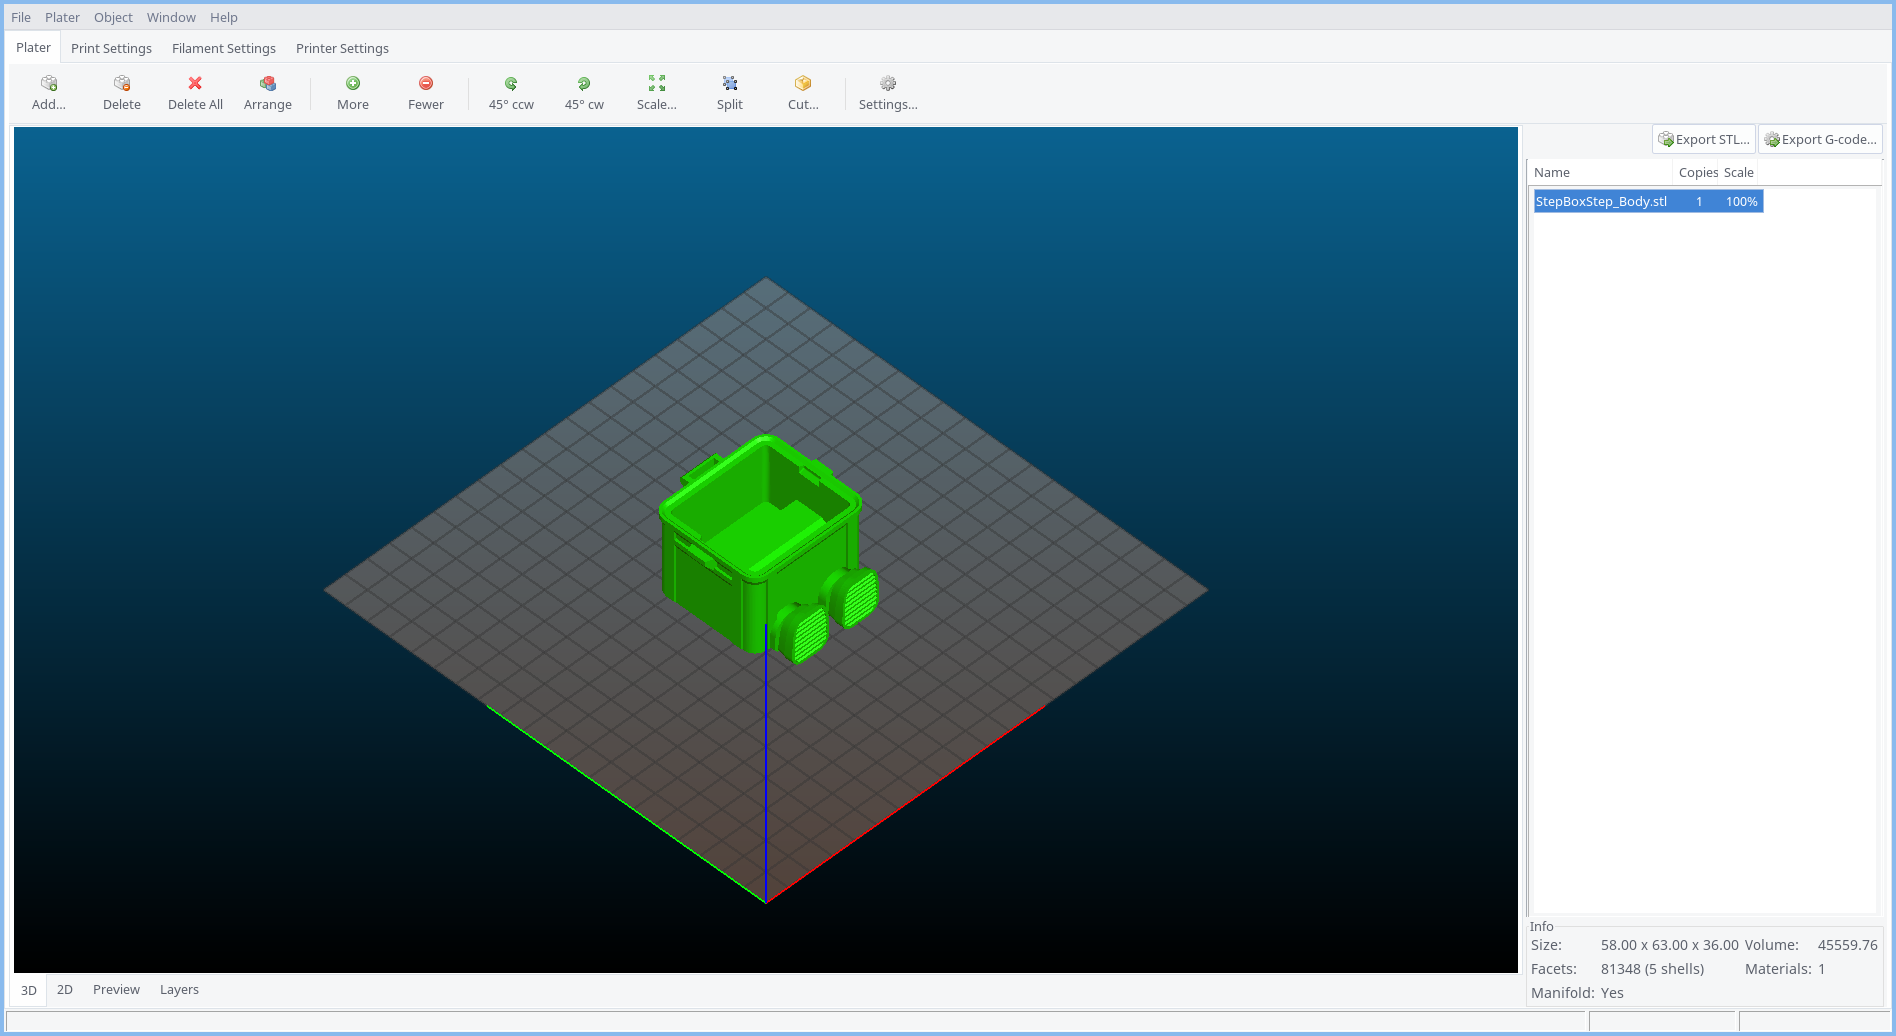 File Plater Object Window Help
Plater Print Settings Filament Settings Printer Settings
Add... Delete Delete All Arrange More Fewer 45° ccw 45° cw Scale... Split Cut... Settings...
Export STL... Export G-code...
Name Copies Scale
StepBoxStep_Body.stl 1 100%
Info
Size: 58.00 x 63.00 x 36.00 Volume: 45559.76
Facets: 81348 (5 shells) Materials: 1
Manifold: Yes
3D 2D Preview Layers